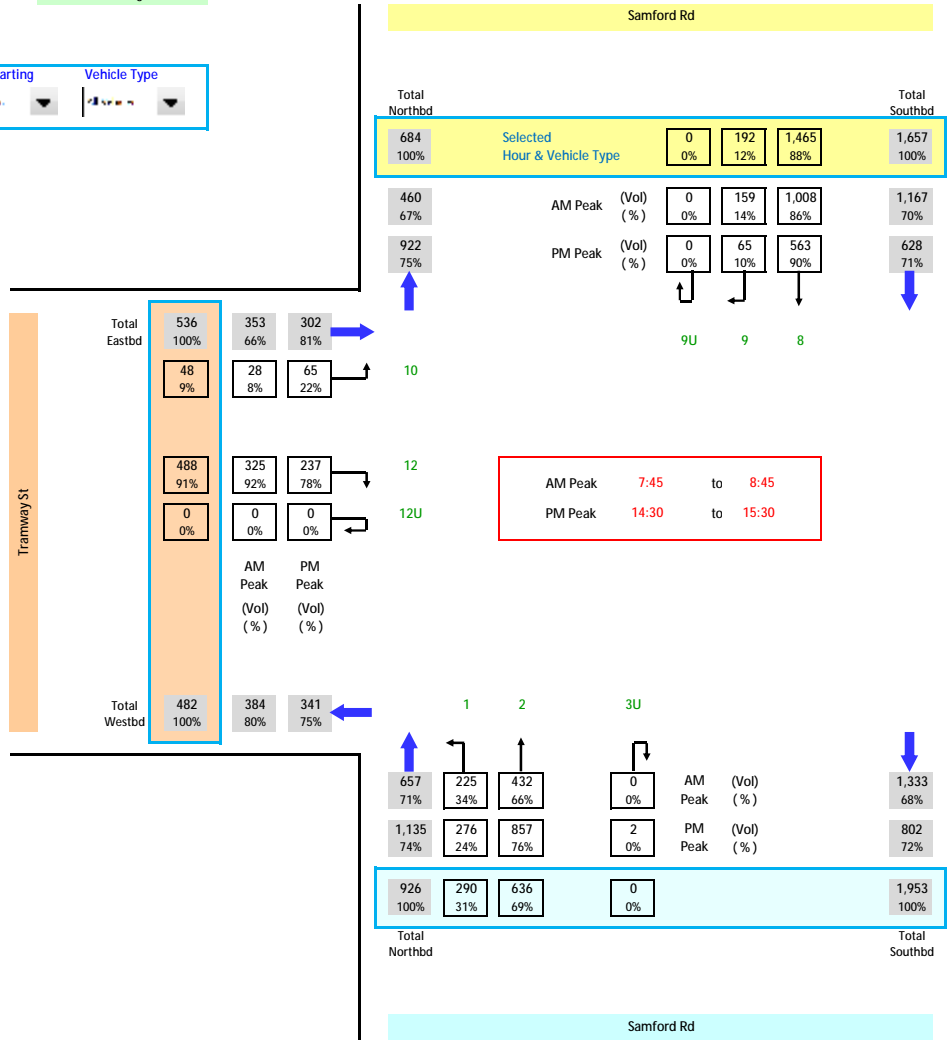 Samford Rd
arting Vehicle Type
Total Total
Northbd Southbd
684 Selected 0 192 1,465 1,657
100% Hour & Vehicle Type 0% 12% 88% 100%
460 AM Peak (Vol) 0 159 1,008 1,167
67% (%) 0% 14% 86% 70%
922 PM Peak (Vol) 0 65 563 628
75% (%) 0% 10% 90% 71%
Total 536 353 302
Eastbd 100% 66% 81%
9U 9 8
48 28 65 10
9% 8% 22%
488 325 237 12
91% 92% 78%
AM Peak 7:45 to 8:45
0 0 0 12U
0% 0% 0%
PM Peak 14:30 to 15:30
Tramway St
AM PM
Peak Peak
(Vol) (Vol)
(%) (%)
Total 482 384 341 1 2 3U
Westbd 100% 80% 75%
657 225 432 0 AM (Vol) 1,333
71% 34% 66% 0% Peak (%) 68%
1,135 276 857 2 PM (Vol) 802
74% 24% 76% 0% Peak (%) 72%
926 290 636 0 1,953
100% 31% 69% 0% 100%
Total Total
Northbd Southbd
Samford Rd